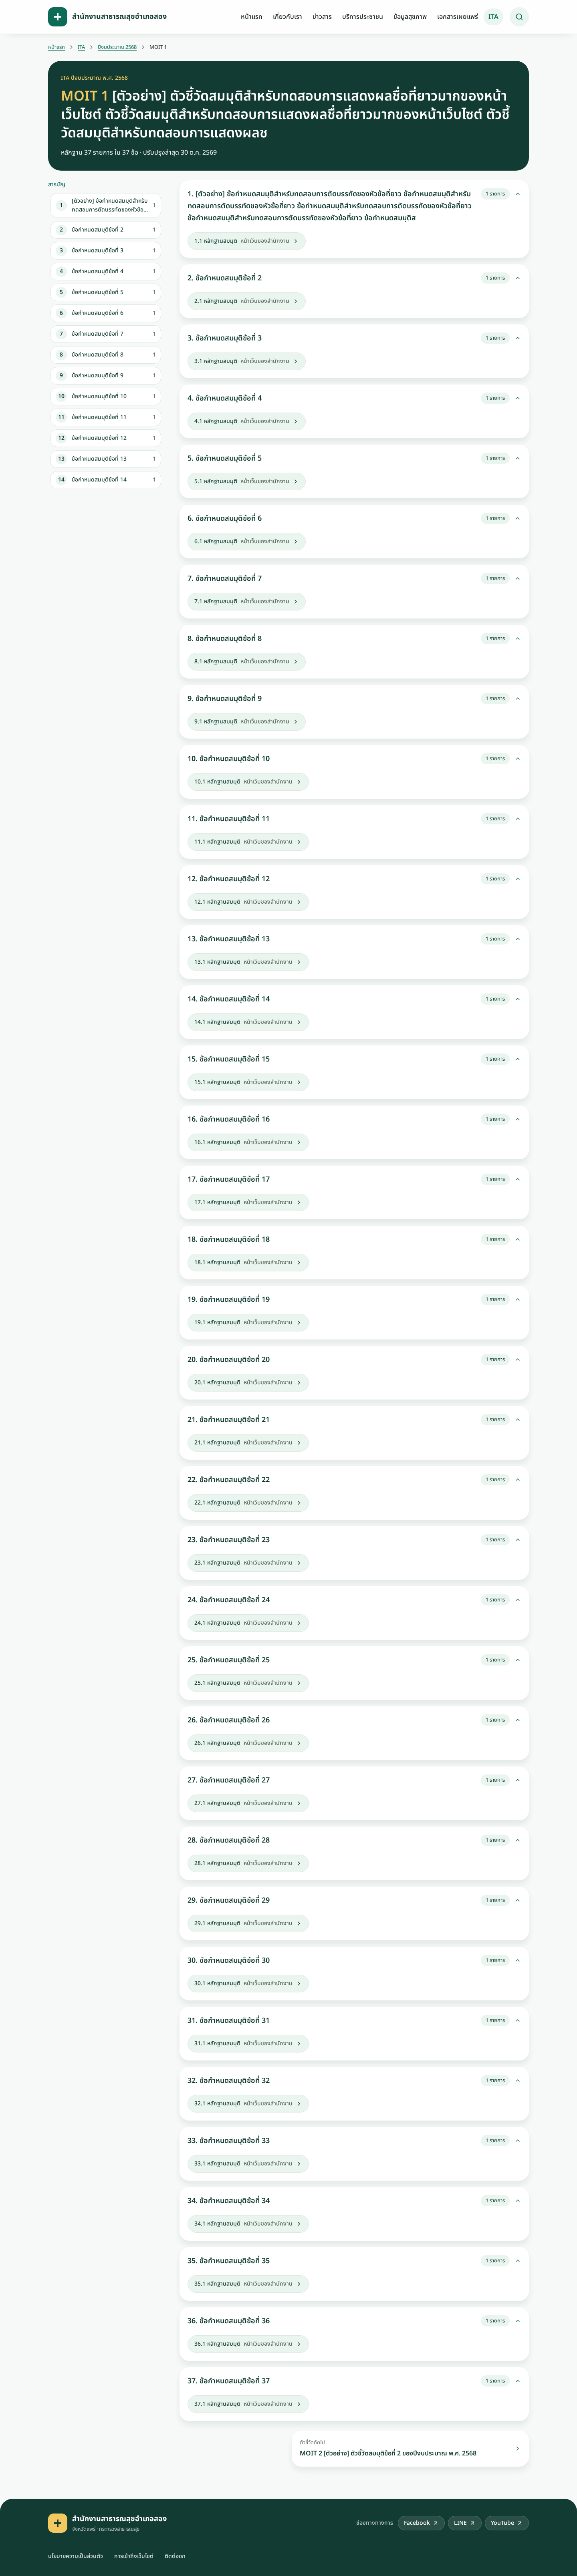 สำนักงานสาธารณสุขอำเภอสอง
หน้าแรก เกี่ยวกับเรา ข่าวสาร บริการประชาชน ข้อมูลสุขภาพ เอกสารเผยแพร่ ITA
หน้าแรก > ITA > ปีงบประมาณ 2568 > MOIT 1
ITA ปีงบประมาณ พ.ศ. 2568
MOIT 1 [ตัวอย่าง] ตัวชี้วัดสมมุติสำหรับทดสอบการแสดงผลชื่อที่ยาวมากของหน้า
เว็บไซต์ ตัวชี้วัดสมมุติสำหรับทดสอบการแสดงผลชื่อที่ยาวมากของหน้าเว็บไซต์ ตัวชี้
วัดสมมุติสำหรับทดสอบการแสดงผลช
หลักฐาน 37 รายการ ใน 37 ข้อ · ปรับปรุงล่าสุด 30 ต.ค. 2569
สารบัญ
1 [ตัวอย่าง] ข้อกำหนดสมมุติสำหรับ
ทดสอบการตัดบรรทัดของหัวข้อ... 1
2 ข้อกำหนดสมมุติข้อที่ 2 1
3 ข้อกำหนดสมมุติข้อที่ 3 1
4 ข้อกำหนดสมมุติข้อที่ 4 1
5 ข้อกำหนดสมมุติข้อที่ 5 1
6 ข้อกำหนดสมมุติข้อที่ 6 1
7 ข้อกำหนดสมมุติข้อที่ 7 1
8 ข้อกำหนดสมมุติข้อที่ 8 1
9 ข้อกำหนดสมมุติข้อที่ 9 1
10 ข้อกำหนดสมมุติข้อที่ 10 1
11 ข้อกำหนดสมมุติข้อที่ 11 1
12 ข้อกำหนดสมมุติข้อที่ 12 1
13 ข้อกำหนดสมมุติข้อที่ 13 1
14 ข้อกำหนดสมมุติข้อที่ 14 1
1. [ตัวอย่าง] ข้อกำหนดสมมุติสำหรับทดสอบการตัดบรรทัดของหัวข้อที่ยาว ข้อกำหนดสมมุติสำหรับ 1 รายการ
ทดสอบการตัดบรรทัดของหัวข้อที่ยาว ข้อกำหนดสมมุติสำหรับทดสอบการตัดบรรทัดของหัวข้อที่ยาว
ข้อกำหนดสมมุติสำหรับทดสอบการตัดบรรทัดของหัวข้อที่ยาว ข้อกำหนดสมมุติส
1.1 หลักฐานสมมุติ หน้าเว็บของสำนักงาน
2. ข้อกำหนดสมมุติข้อที่ 2 1 รายการ
2.1 หลักฐานสมมุติ หน้าเว็บของสำนักงาน
3. ข้อกำหนดสมมุติข้อที่ 3 1 รายการ
3.1 หลักฐานสมมุติ หน้าเว็บของสำนักงาน
4. ข้อกำหนดสมมุติข้อที่ 4 1 รายการ
4.1 หลักฐานสมมุติ หน้าเว็บของสำนักงาน
5. ข้อกำหนดสมมุติข้อที่ 5 1 รายการ
5.1 หลักฐานสมมุติ หน้าเว็บของสำนักงาน
6. ข้อกำหนดสมมุติข้อที่ 6 1 รายการ
6.1 หลักฐานสมมุติ หน้าเว็บของสำนักงาน
7. ข้อกำหนดสมมุติข้อที่ 7 1 รายการ
7.1 หลักฐานสมมุติ หน้าเว็บของสำนักงาน
8. ข้อกำหนดสมมุติข้อที่ 8 1 รายการ
8.1 หลักฐานสมมุติ หน้าเว็บของสำนักงาน
9. ข้อกำหนดสมมุติข้อที่ 9 1 รายการ
9.1 หลักฐานสมมุติ หน้าเว็บของสำนักงาน
10. ข้อกำหนดสมมุติข้อที่ 10 1 รายการ
10.1 หลักฐานสมมุติ หน้าเว็บของสำนักงาน
11. ข้อกำหนดสมมุติข้อที่ 11 1 รายการ
11.1 หลักฐานสมมุติ หน้าเว็บของสำนักงาน
12. ข้อกำหนดสมมุติข้อที่ 12 1 รายการ
12.1 หลักฐานสมมุติ หน้าเว็บของสำนักงาน
13. ข้อกำหนดสมมุติข้อที่ 13 1 รายการ
13.1 หลักฐานสมมุติ หน้าเว็บของสำนักงาน
14. ข้อกำหนดสมมุติข้อที่ 14 1 รายการ
14.1 หลักฐานสมมุติ หน้าเว็บของสำนักงาน
15. ข้อกำหนดสมมุติข้อที่ 15 1 รายการ
15.1 หลักฐานสมมุติ หน้าเว็บของสำนักงาน
16. ข้อกำหนดสมมุติข้อที่ 16 1 รายการ
16.1 หลักฐานสมมุติ หน้าเว็บของสำนักงาน
17. ข้อกำหนดสมมุติข้อที่ 17 1 รายการ
17.1 หลักฐานสมมุติ หน้าเว็บของสำนักงาน
18. ข้อกำหนดสมมุติข้อที่ 18 1 รายการ
18.1 หลักฐานสมมุติ หน้าเว็บของสำนักงาน
19. ข้อกำหนดสมมุติข้อที่ 19 1 รายการ
19.1 หลักฐานสมมุติ หน้าเว็บของสำนักงาน
20. ข้อกำหนดสมมุติข้อที่ 20 1 รายการ
20.1 หลักฐานสมมุติ หน้าเว็บของสำนักงาน
21. ข้อกำหนดสมมุติข้อที่ 21 1 รายการ
21.1 หลักฐานสมมุติ หน้าเว็บของสำนักงาน
22. ข้อกำหนดสมมุติข้อที่ 22 1 รายการ
22.1 หลักฐานสมมุติ หน้าเว็บของสำนักงาน
23. ข้อกำหนดสมมุติข้อที่ 23 1 รายการ
23.1 หลักฐานสมมุติ หน้าเว็บของสำนักงาน
24. ข้อกำหนดสมมุติข้อที่ 24 1 รายการ
24.1 หลักฐานสมมุติ หน้าเว็บของสำนักงาน
25. ข้อกำหนดสมมุติข้อที่ 25 1 รายการ
25.1 หลักฐานสมมุติ หน้าเว็บของสำนักงาน
26. ข้อกำหนดสมมุติข้อที่ 26 1 รายการ
26.1 หลักฐานสมมุติ หน้าเว็บของสำนักงาน
27. ข้อกำหนดสมมุติข้อที่ 27 1 รายการ
27.1 หลักฐานสมมุติ หน้าเว็บของสำนักงาน
28. ข้อกำหนดสมมุติข้อที่ 28 1 รายการ
28.1 หลักฐานสมมุติ หน้าเว็บของสำนักงาน
29. ข้อกำหนดสมมุติข้อที่ 29 1 รายการ
29.1 หลักฐานสมมุติ หน้าเว็บของสำนักงาน
30. ข้อกำหนดสมมุติข้อที่ 30 1 รายการ
30.1 หลักฐานสมมุติ หน้าเว็บของสำนักงาน
31. ข้อกำหนดสมมุติข้อที่ 31 1 รายการ
31.1 หลักฐานสมมุติ หน้าเว็บของสำนักงาน
32. ข้อกำหนดสมมุติข้อที่ 32 1 รายการ
32.1 หลักฐานสมมุติ หน้าเว็บของสำนักงาน
33. ข้อกำหนดสมมุติข้อที่ 33 1 รายการ
33.1 หลักฐานสมมุติ หน้าเว็บของสำนักงาน
34. ข้อกำหนดสมมุติข้อที่ 34 1 รายการ
34.1 หลักฐานสมมุติ หน้าเว็บของสำนักงาน
35. ข้อกำหนดสมมุติข้อที่ 35 1 รายการ
35.1 หลักฐานสมมุติ หน้าเว็บของสำนักงาน
36. ข้อกำหนดสมมุติข้อที่ 36 1 รายการ
36.1 หลักฐานสมมุติ หน้าเว็บของสำนักงาน
37. ข้อกำหนดสมมุติข้อที่ 37 1 รายการ
37.1 หลักฐานสมมุติ หน้าเว็บของสำนักงาน
ตัวชี้วัดถัดไป
MOIT 2 [ตัวอย่าง] ตัวชี้วัดสมมุติข้อที่ 2 ของปีงบประมาณ พ.ศ. 2568
สำนักงานสาธารณสุขอำเภอสอง
จังหวัดแพร่ · กระทรวงสาธารณสุข
ช่องทางทางการ Facebook LINE YouTube
นโยบายความเป็นส่วนตัว การเข้าถึงเว็บไซต์ ติดต่อเรา